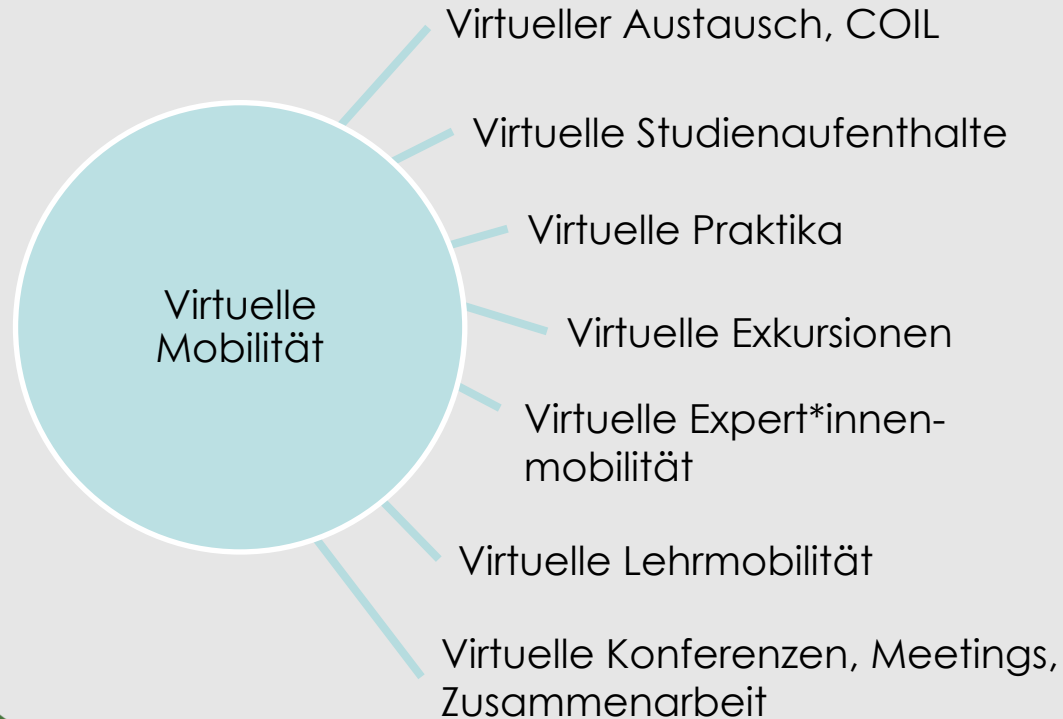 Virtueller Austausch, COIL
Virtuelle Studienaufenthalte
Virtuelle Praktika
Virtuelle
Mobilität
Virtuelle Exkursionen
Virtuelle Expert*innen-
mobilität
Virtuelle Lehrmobilität
Virtuelle Konferenzen, Meetings,
Zusammenarbeit